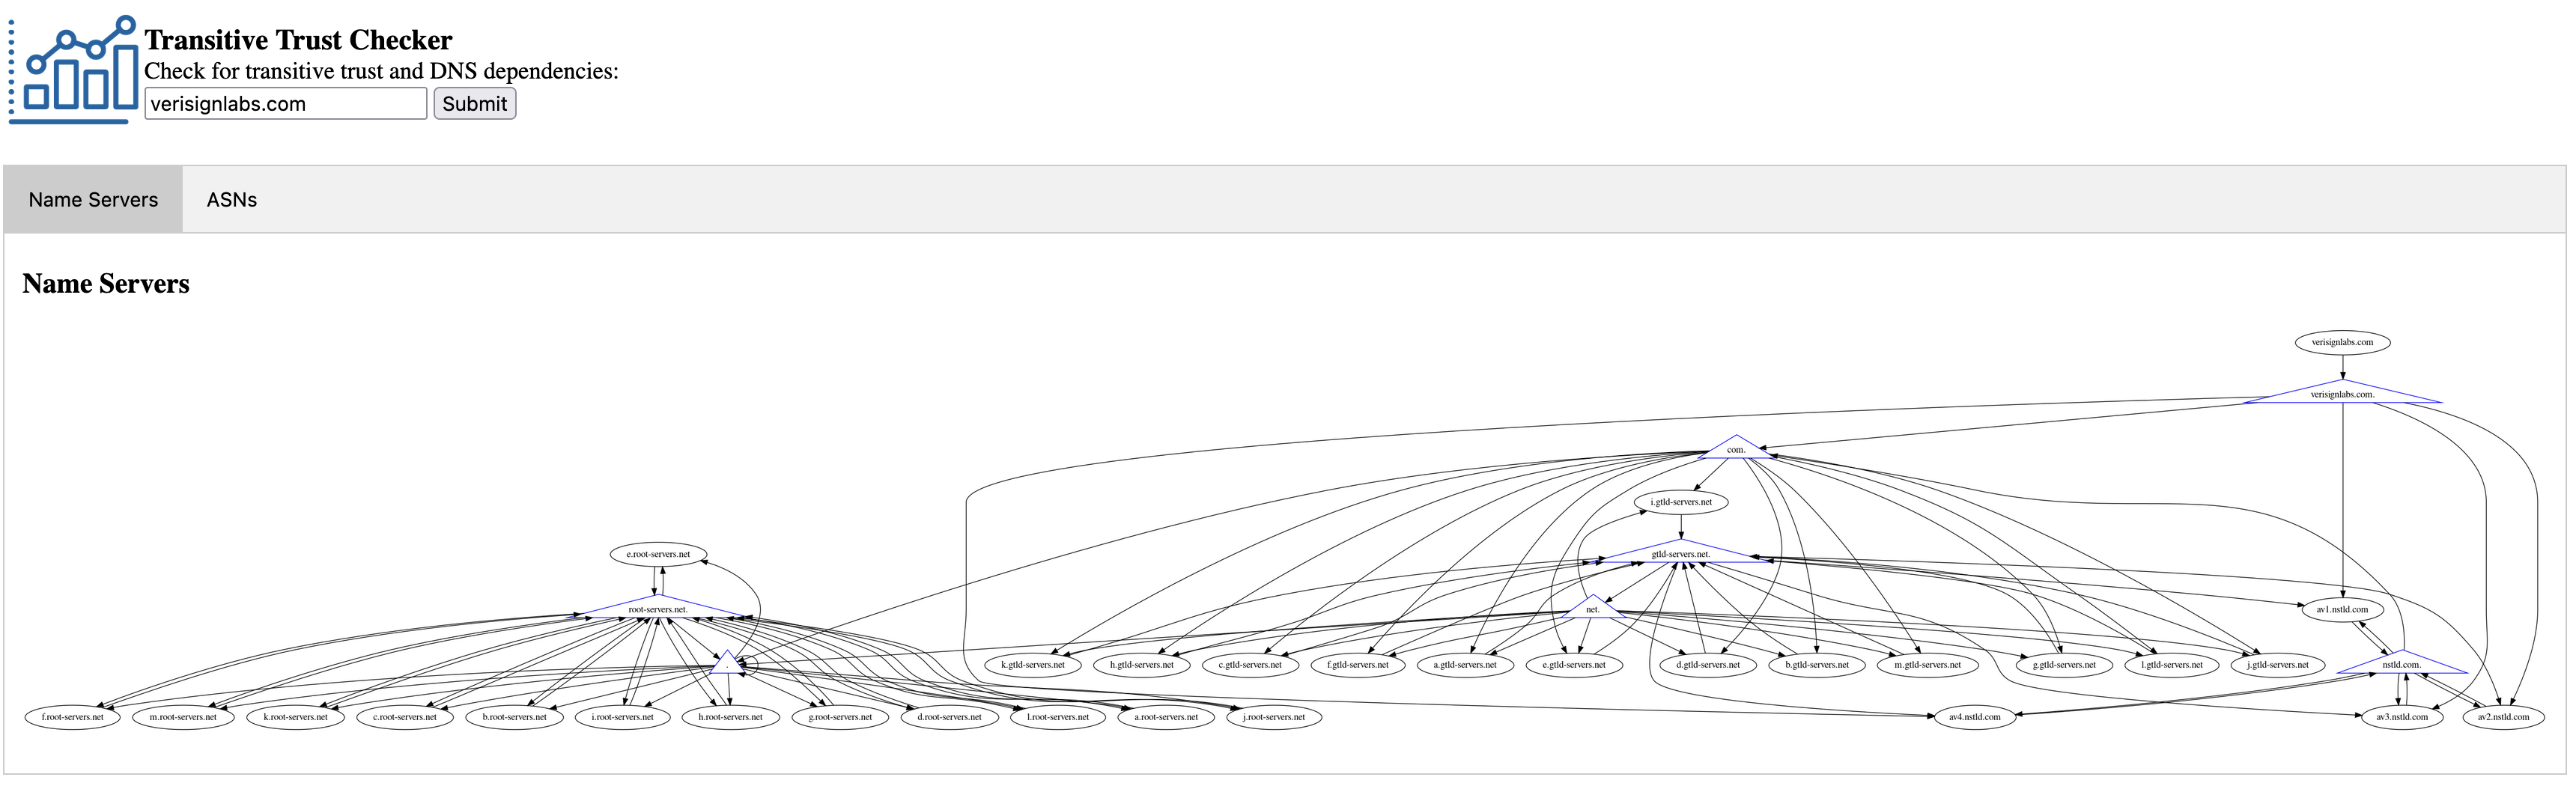 Transitive Trust Checker
Check for transitive trust and DNS dependencies:
verisignlabs.com Submit
Name Servers ASNs
Name Servers
verisignlabs.com
verisignlabs.com.
com.
i.gtld-servers.net
e.root-servers.net gtld-servers.net.
root-servers.net. net. av1.nstld.com
. k.gtld-servers.net h.gtld-servers.net c.gtld-servers.net f.gtld-servers.net a.gtld-servers.net e.gtld-servers.net d.gtld-servers.net b.gtld-servers.net m.gtld-servers.net g.gtld-servers.net l.gtld-servers.net j.gtld-servers.net nstld.com.
f.root-servers.net m.root-servers.net k.root-servers.net c.root-servers.net b.root-servers.net i.root-servers.net h.root-servers.net g.root-servers.net d.root-servers.net l.root-servers.net a.root-servers.net j.root-servers.net av4.nstld.com av3.nstld.com av2.nstld.com